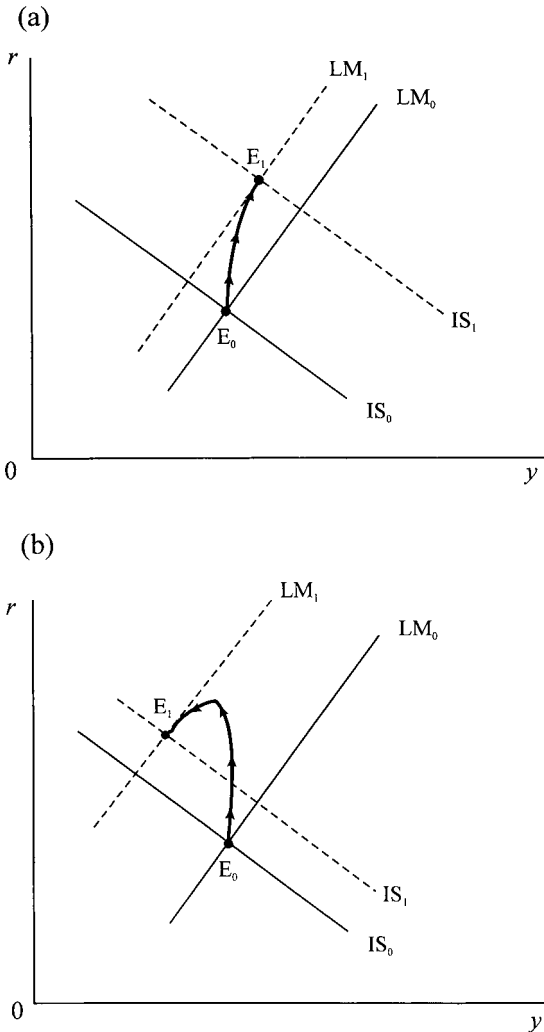 (a)
r
LM₁
LM₀
E₁
E₀
IS₁
IS₀
0
y
(b)
r
LM₁
LM₀
E₁
E₀
IS₁
IS₀
0
y